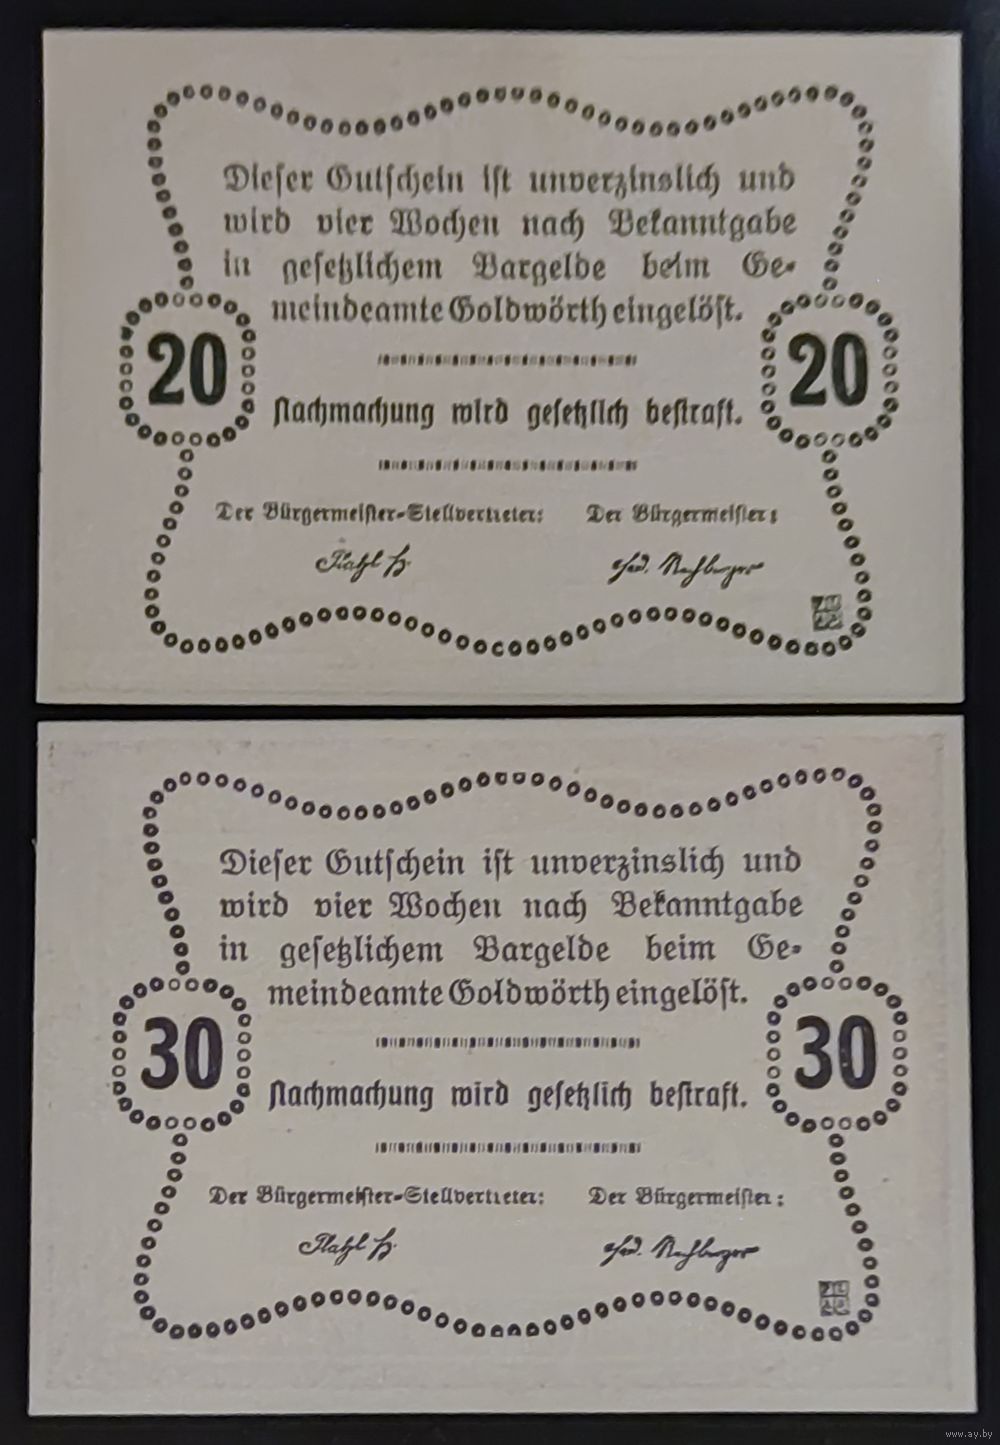 Dieser Gutschein ist unverzinslich und
wird vier Wochen nach Bekanntgabe
in gesetzlichem Bargelde beim Ge-
meindeamte Goldwörth eingelöst.
20
20
Nachmachung wird gesetzlich bestraft.
Der Bürgermeister-Stellvertreter:
Der Bürgermeister:
Dieser Gutschein ist unverzinslich und
wird vier Wochen nach Bekanntgabe
in gesetzlichem Bargelde beim Ge-
meindeamte Goldwörth eingelöst.
30
30
Nachmachung wird gesetzlich bestraft.
Der Bürgermeister-Stellvertreter:
Der Bürgermeister:
www.ay.by